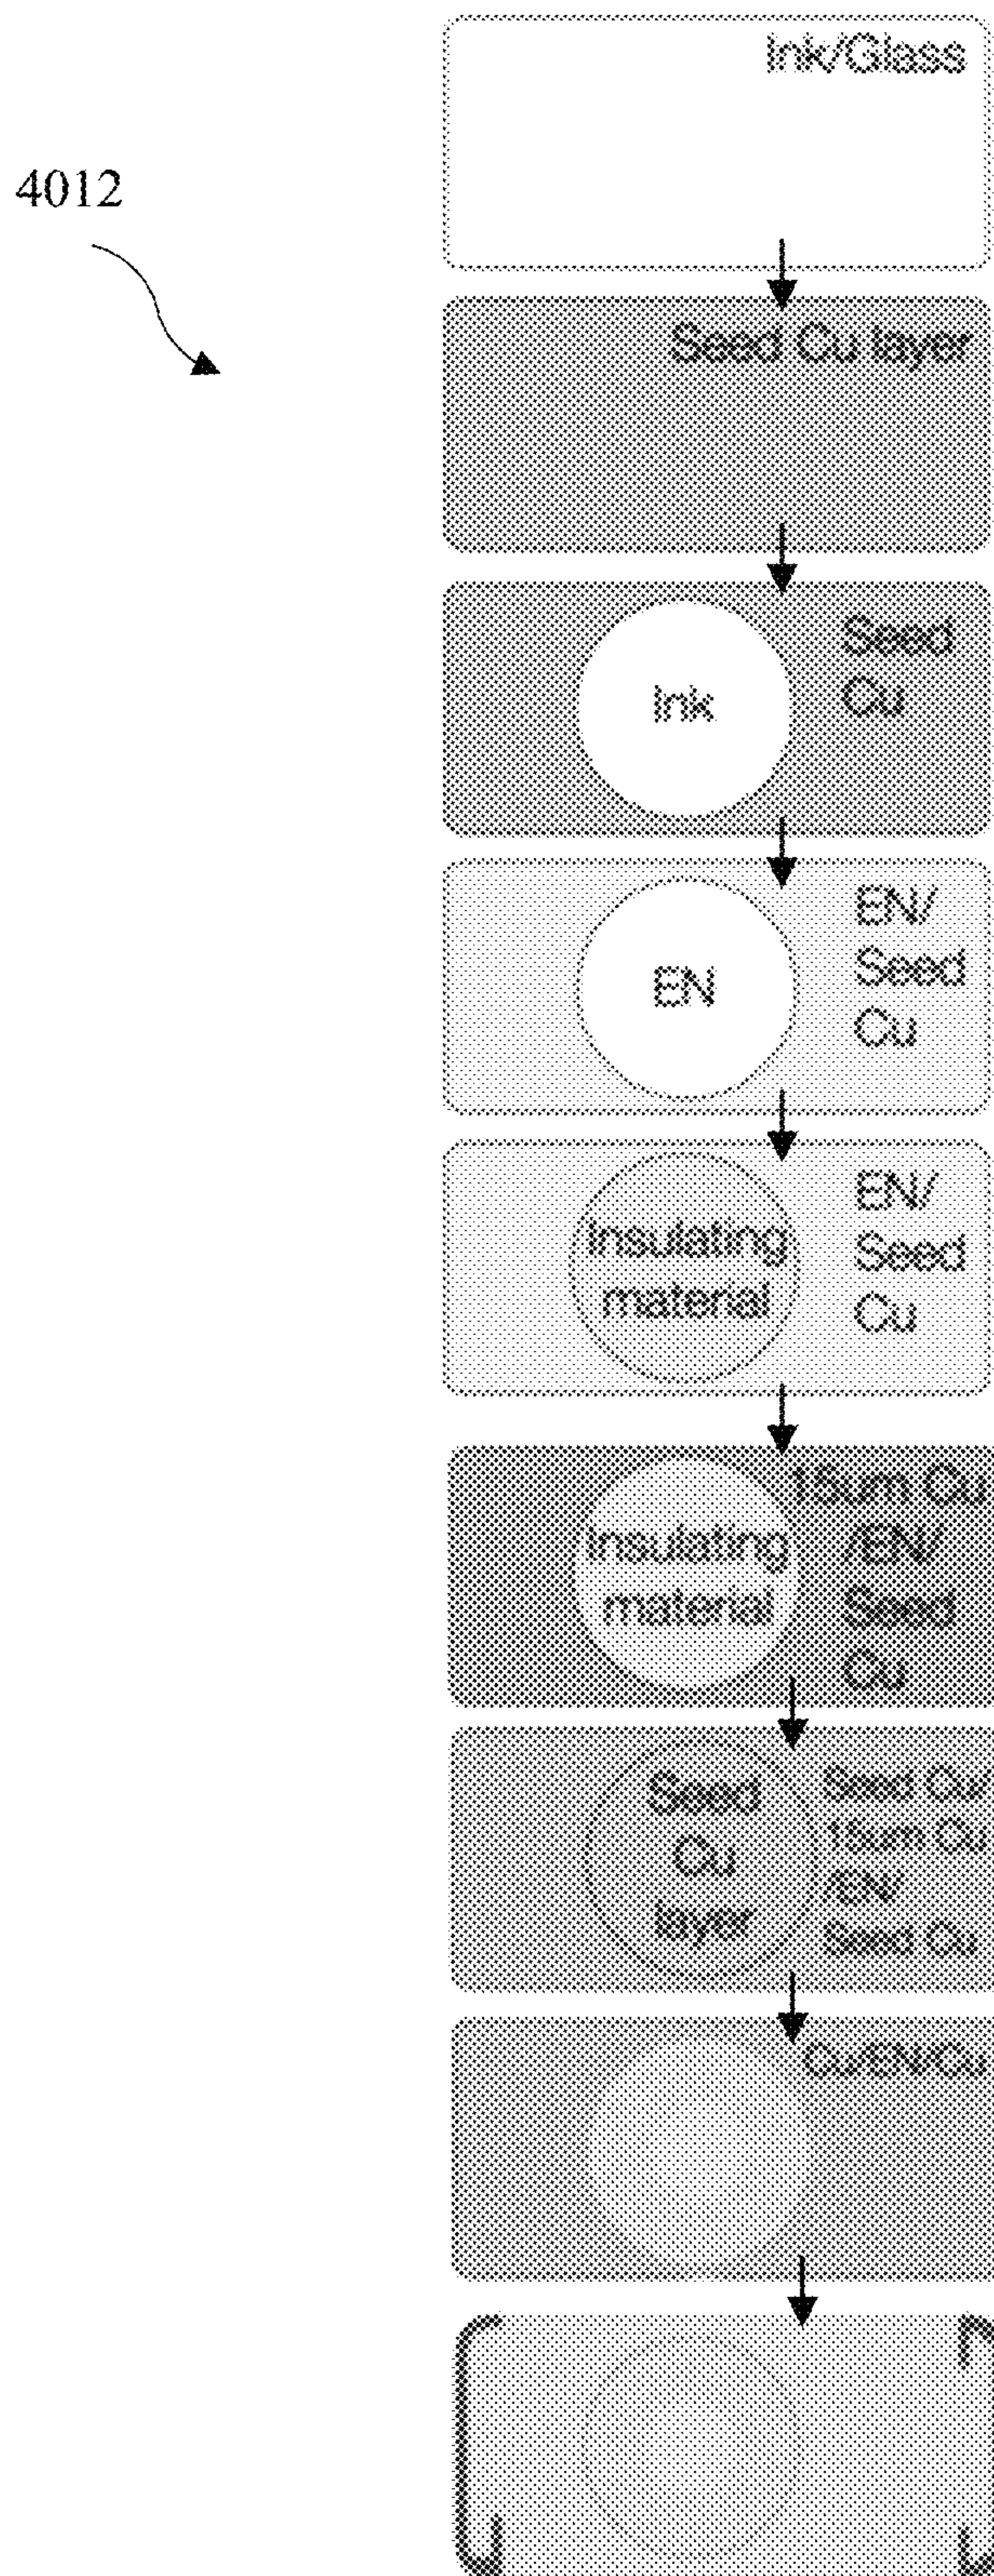 Ink/Glass
4012
Seed Cu layer
Ink
Seed
Cu
EN
EN/
Seed
Cu
Insulating
material
EN/
Seed
Cu
Insulating
material
15um Cu
/EN/
Seed
Cu
Seed
Cu
layer
Seed Cu/
15um Cu
/EN/
Seed Cu
Cu/EN/Cu